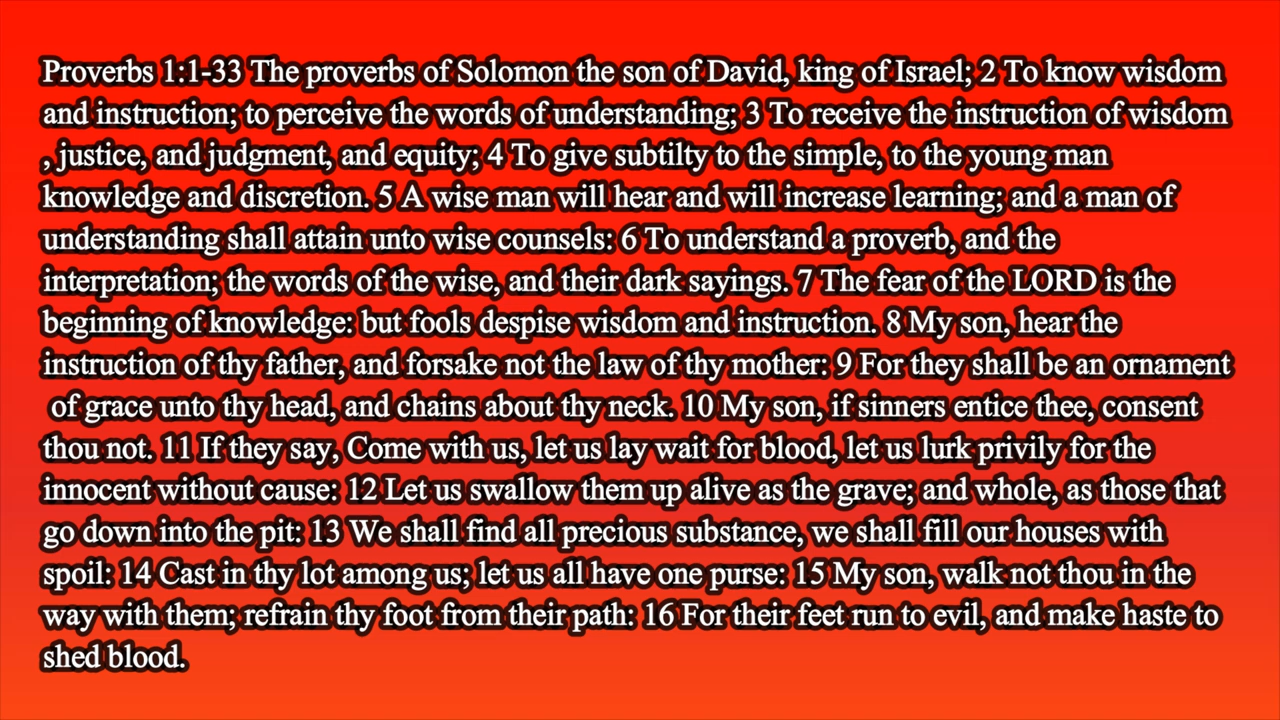 Proverbs 1:1-33 The proverbs of Solomon the son of David, king of Israel; 2 To know wisdom
and instruction; to perceive the words of understanding; 3 To receive the instruction of wisdom
, justice, and judgment, and equity; 4 To give subtilty to the simple, to the young man
knowledge and discretion. 5 A wise man will hear and will increase learning; and a man of
understanding shall attain unto wise counsels: 6 To understand a proverb, and the
interpretation; the words of the wise, and their dark sayings. 7 The fear of the LORD is the
beginning of knowledge: but fools despise wisdom and instruction. 8 My son, hear the
instruction of thy father, and forsake not the law of thy mother: 9 For they shall be an ornament
of grace unto thy head, and chains about thy neck. 10 My son, if sinners entice thee, consent
thou not. 11 If they say, Come with us, let us lay wait for blood, let us lurk privily for the
innocent without cause: 12 Let us swallow them up alive as the grave; and whole, as those that
go down into the pit: 13 We shall find all precious substance, we shall fill our houses with
spoil: 14 Cast in thy lot among us; let us all have one purse: 15 My son, walk not thou in the
way with them; refrain thy foot from their path: 16 For their feet run to evil, and make haste to
shed blood.